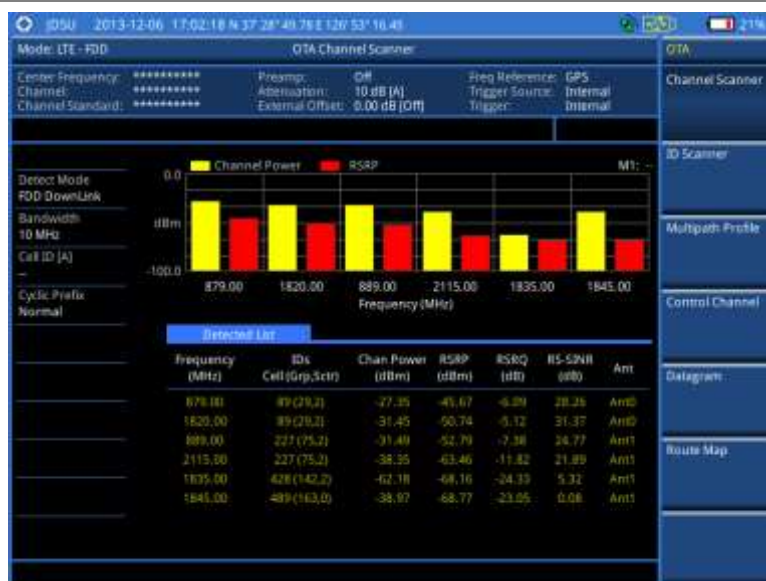 JDSU 2013-12-06 17:02:18 N 37° 28' 49.78 E 126° 53' 16.43 21%
Mode: LTE - FDD OTA Channel Scanner OTA
Center Frequency: ********** Preamp: Off Freq Reference: GPS
Channel: ********** Attenuation: 10 dB [A] Trigger Source: Internal
Channel Standard: ********** External Offset: 0.00 dB [Off] Trigger: Internal
Channel Scanner
ID Scanner
Multipath Profile
Control Channel
Datagram
Route Map
Detect Mode
FDD DownLink
Bandwidth
10 MHz
Cell ID [A]
--
Cyclic Prefix
Normal
Channel Power RSRP M1: --
0.0
dBm
-100.0
879.00 1820.00 889.00 2115.00 1835.00 1845.00
Frequency (MHz)
Detected List
Frequency (MHz) IDs Cell (Grp,Sctr) Chan Power (dBm) RSRP (dBm) RSRQ (dB) RS-SINR (dB) Ant
879.00 89 (29,2) -27.35 -45.67 -6.09 28.26 Ant0
1820.00 89 (29,2) -31.45 -50.74 -5.12 31.37 Ant0
889.00 227 (75,2) -31.49 -52.79 -7.38 24.77 Ant1
2115.00 227 (75,2) -38.35 -63.46 -11.82 21.89 Ant1
1835.00 428 (142,2) -62.18 -68.16 -24.33 5.32 Ant1
1845.00 489 (163,0) -38.97 -68.77 -23.05 0.08 Ant1